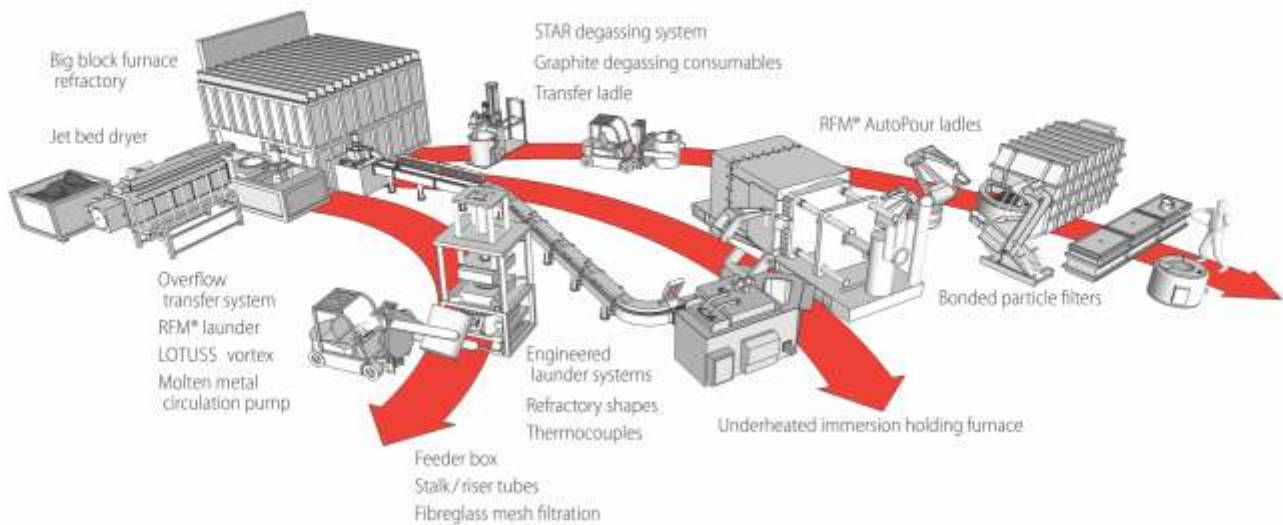 Big block furnace
refractory
Jet bed dryer
STAR degassing system
Graphite degassing consumables
Transfer ladle
RFM® AutoPour ladles
Overflow
transfer system
RFM® launder
LOTUSS vortex
Molten metal
circulation pump
Engineered
launder systems
Refractory shapes
Thermocouples
Bonded particle filters
Underheated immersion holding furnace
Feeder box
Stalk / riser tubes
Fibreglass mesh filtration